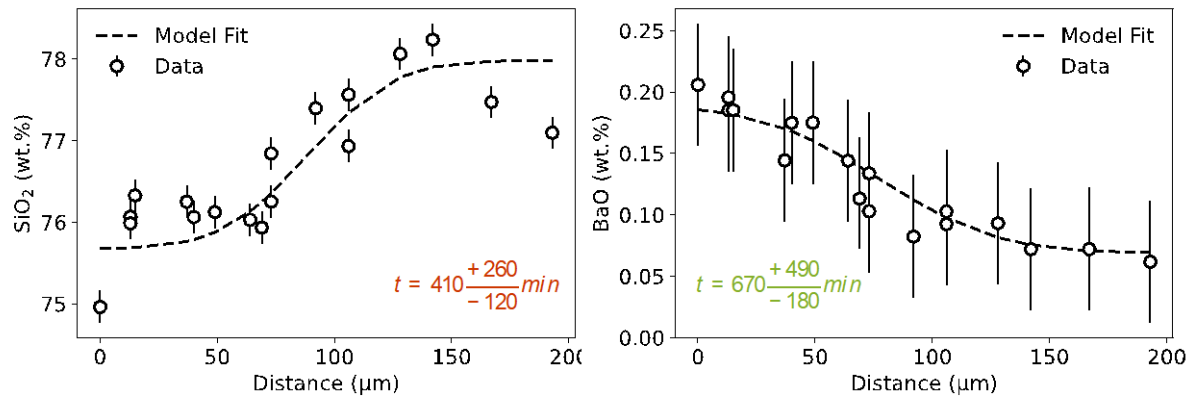 Model Fit
Data
SiO₂ (wt.%)
78
77
76
75
t = 410 +260 −120 min
0 50 100 150 200
Distance (µm)
Model Fit
Data
BaO (wt.%)
0.25
0.20
0.15
0.10
0.05
0.00
t = 670 +490 −180 min
0 50 100 150 200
Distance (µm)